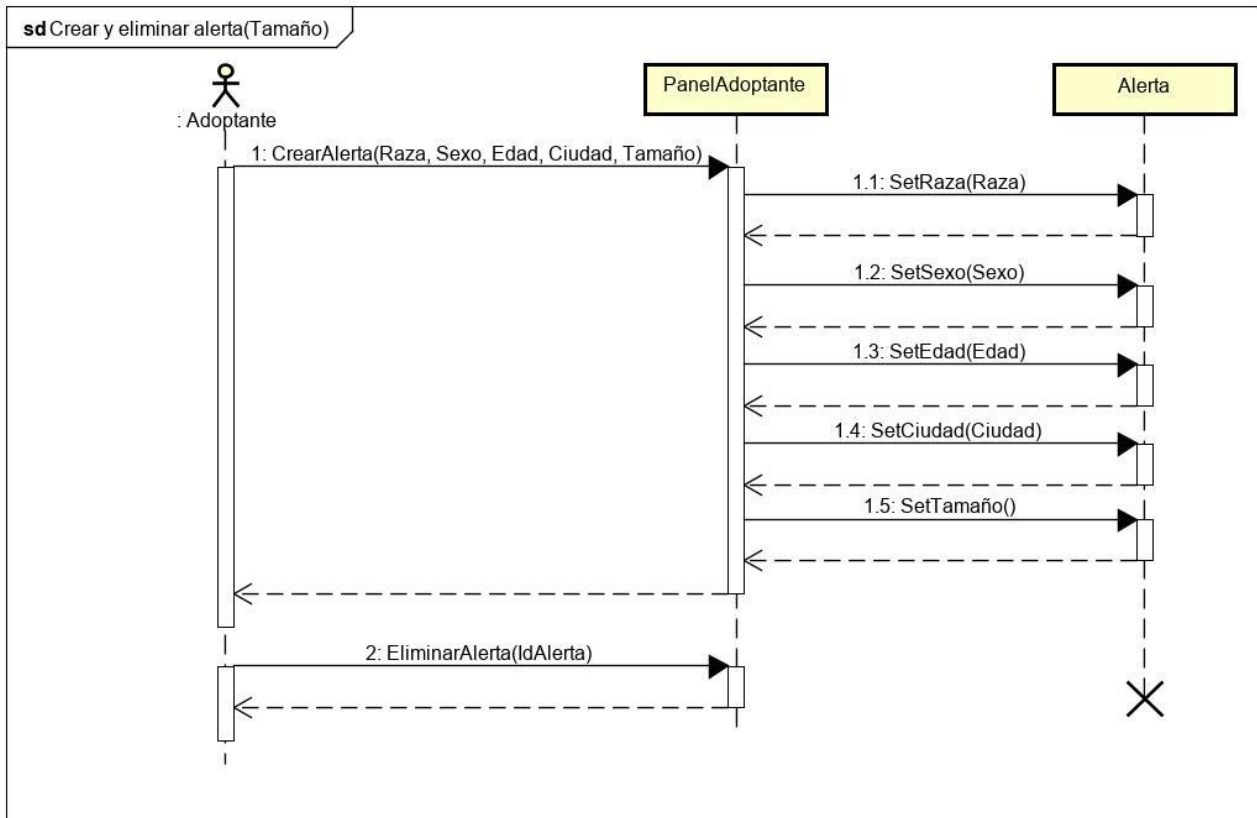 sd Crear y eliminar alerta(Tamaño)
PanelAdoptante
Alerta
: Adoptante
1: CrearAlerta(Raza, Sexo, Edad, Ciudad, Tamaño)
1.1: SetRaza(Raza)
1.2: SetSexo(Sexo)
1.3: SetEdad(Edad)
1.4: SetCiudad(Ciudad)
1.5: SetTamaño()
2: EliminarAlerta(IdAlerta)